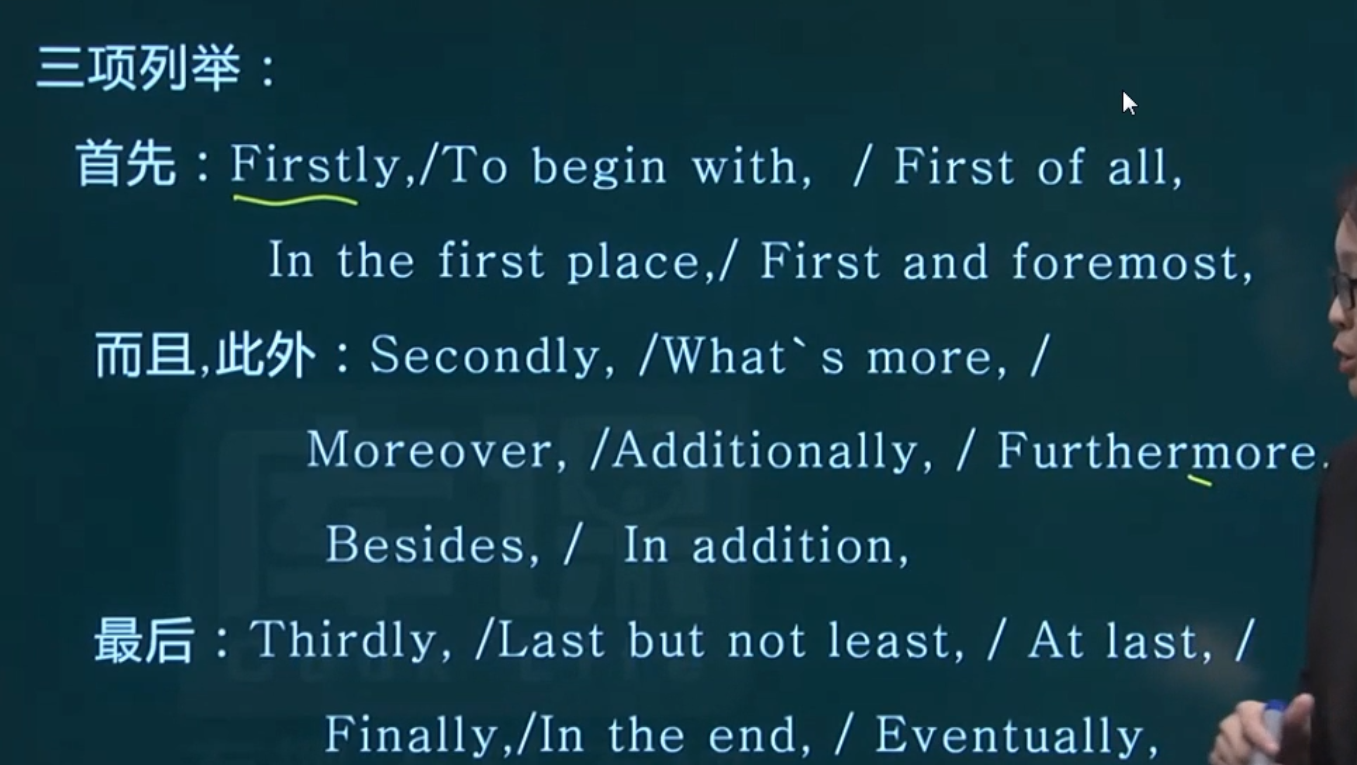 三项列举：
首先：Firstly,/To begin with, / First of all,
In the first place,/ First and foremost,
而且,此外：Secondly, /What`s more, /
Moreover, /Additionally, / Furthermore.
Besides, / In addition,
最后：Thirdly, /Last but not least, / At last, /
Finally,/In the end, / Eventually,